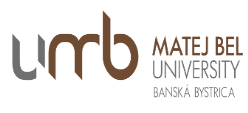 umb
MATEJ BEL
UNIVERSITY
BANSKÁ BYSTRICA